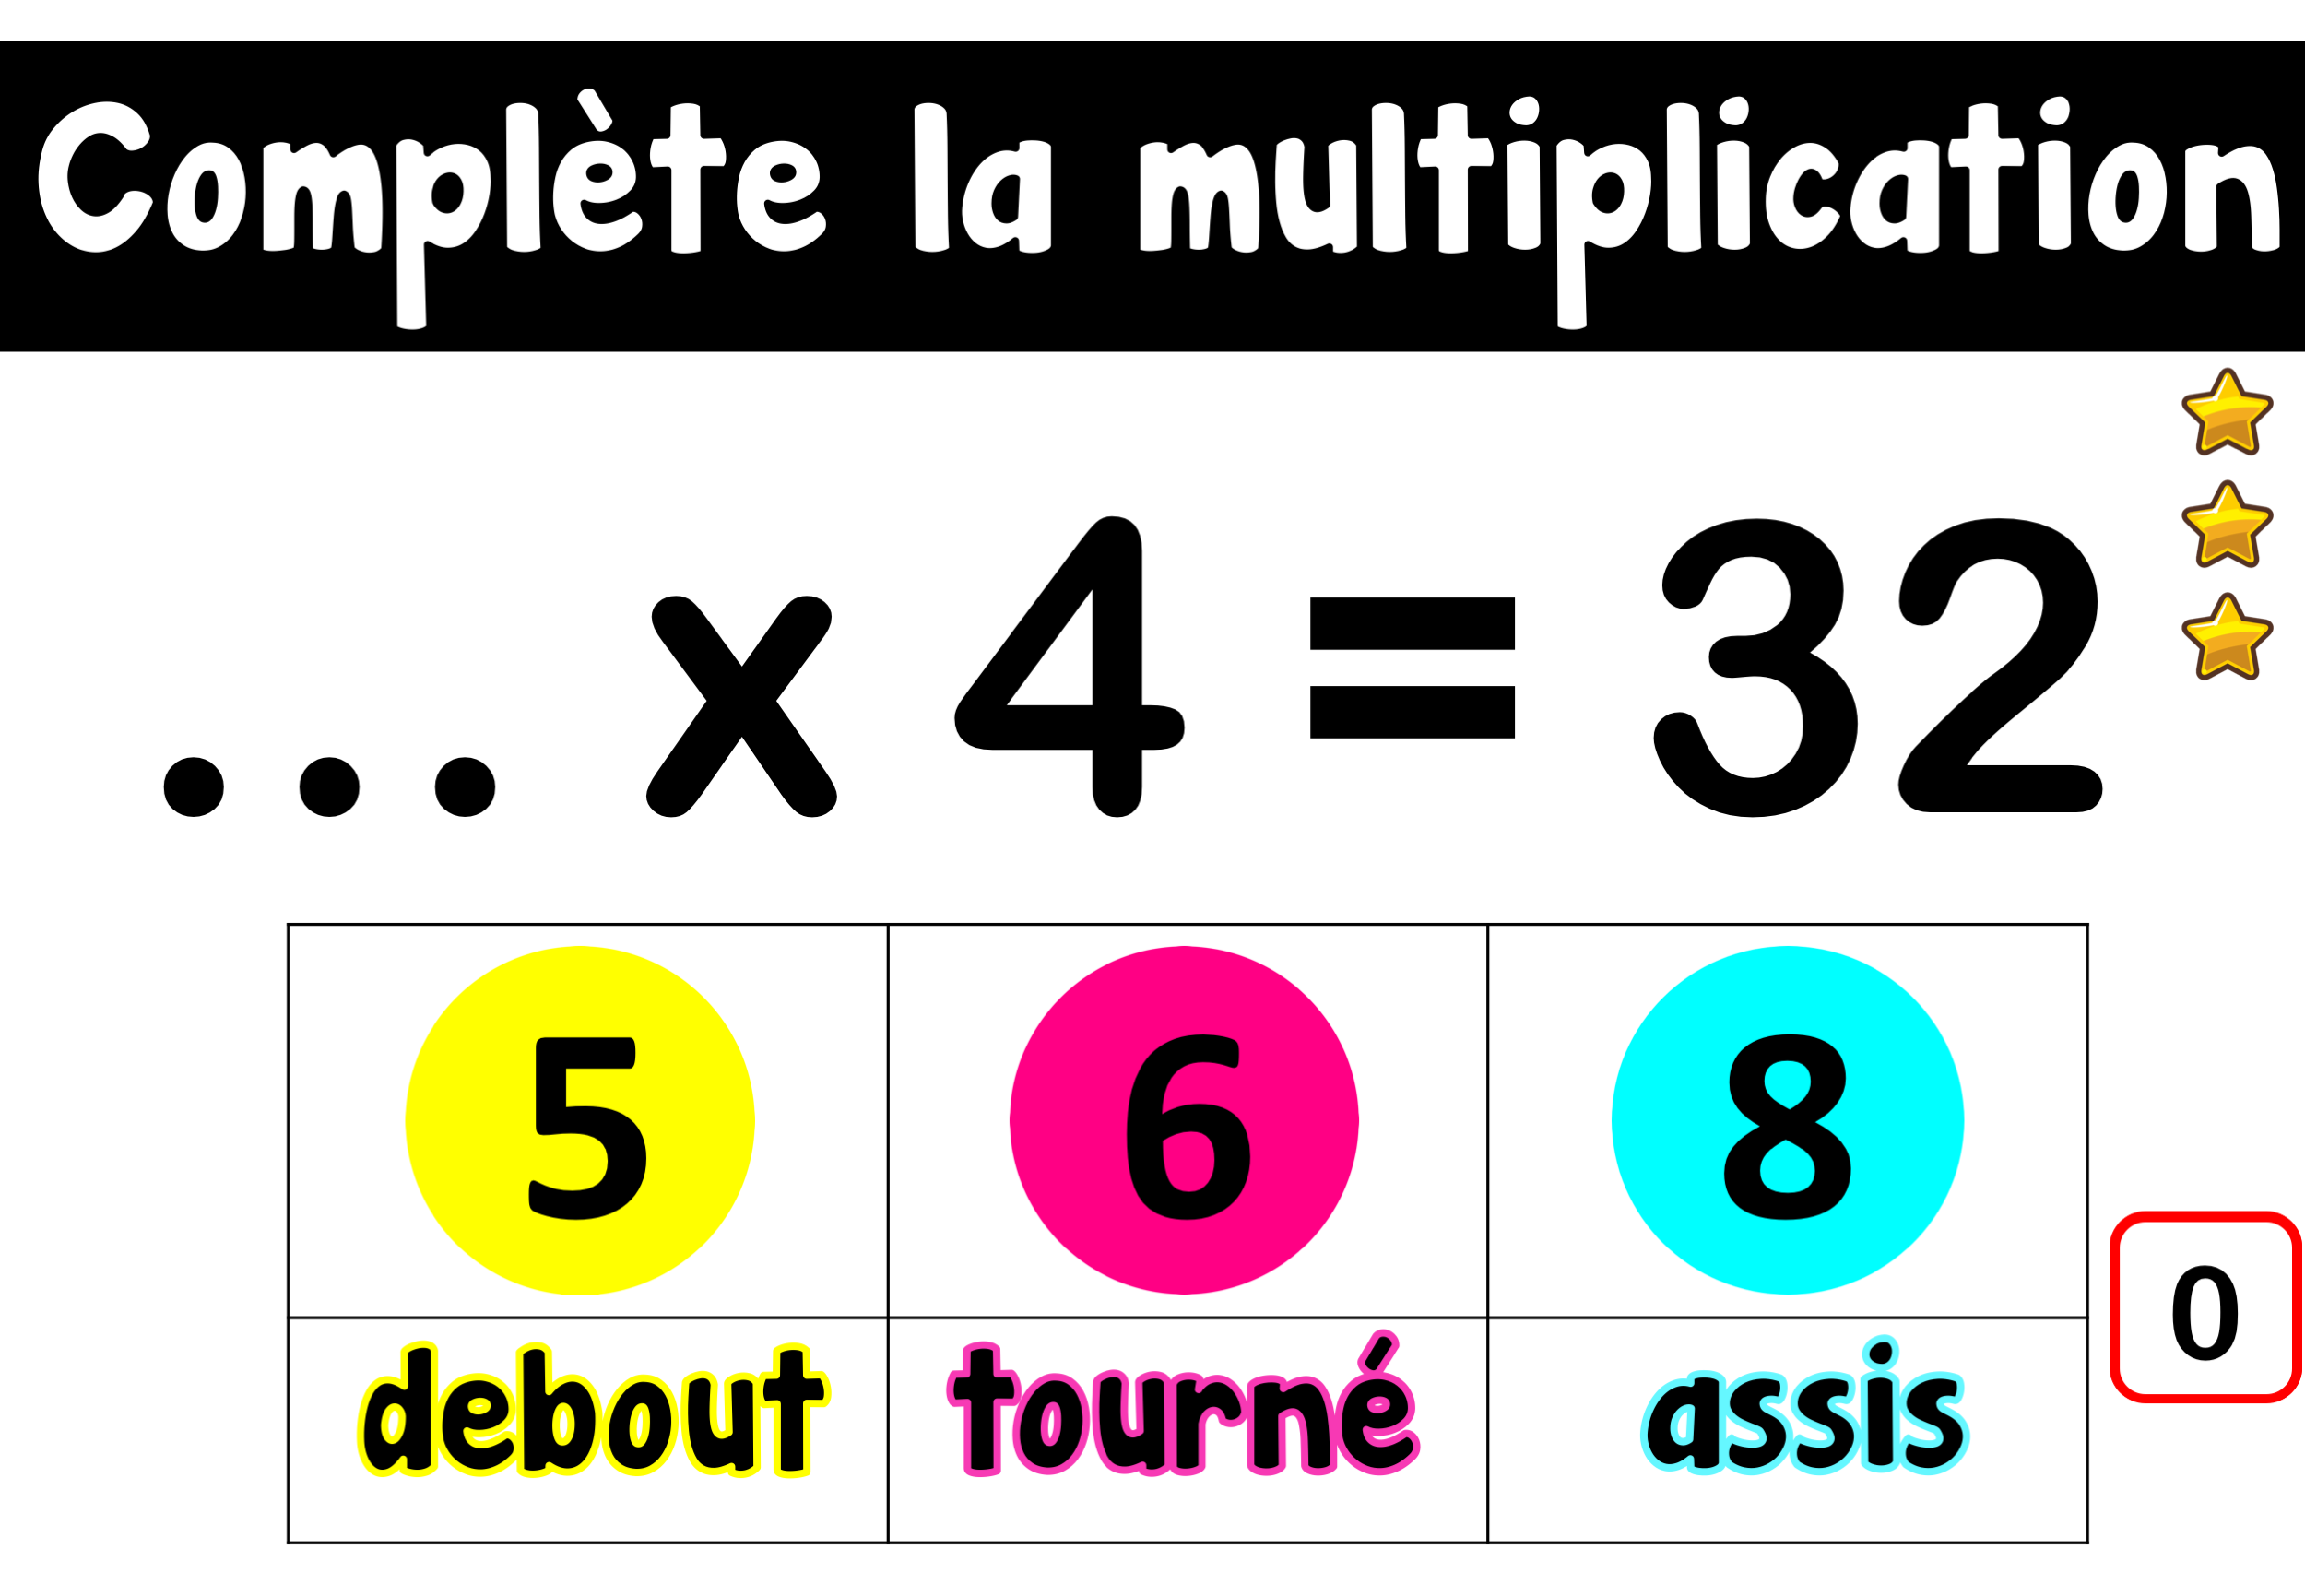 Complète la multiplication
... x 4 = 32
5 6 8
0
debout tourné assis